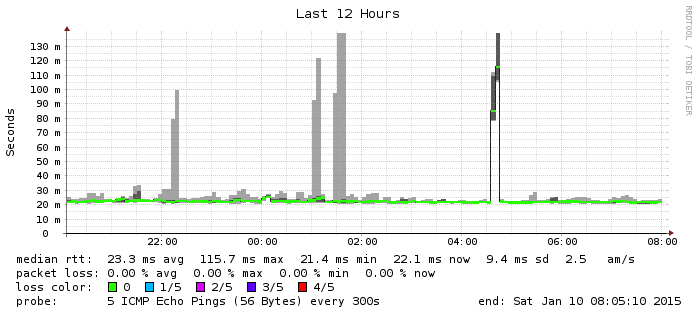 Last 12 Hours
RRDTOOL / TOBI OETIKER
Seconds
130 m
120 m
110 m
100 m
90 m
80 m
70 m
60 m
50 m
40 m
30 m
20 m
10 m
0
22:00 00:00 02:00 04:00 06:00 08:00
median rtt: 23.3 ms avg 115.7 ms max 21.4 ms min 22.1 ms now 9.4 ms sd 2.5 am/s
packet loss: 0.00 % avg 0.00 % max 0.00 % min 0.00 % now
loss color: 0 1/5 2/5 3/5 4/5
probe: 5 ICMP Echo Pings (56 Bytes) every 300s end: Sat Jan 10 08:05:10 2015